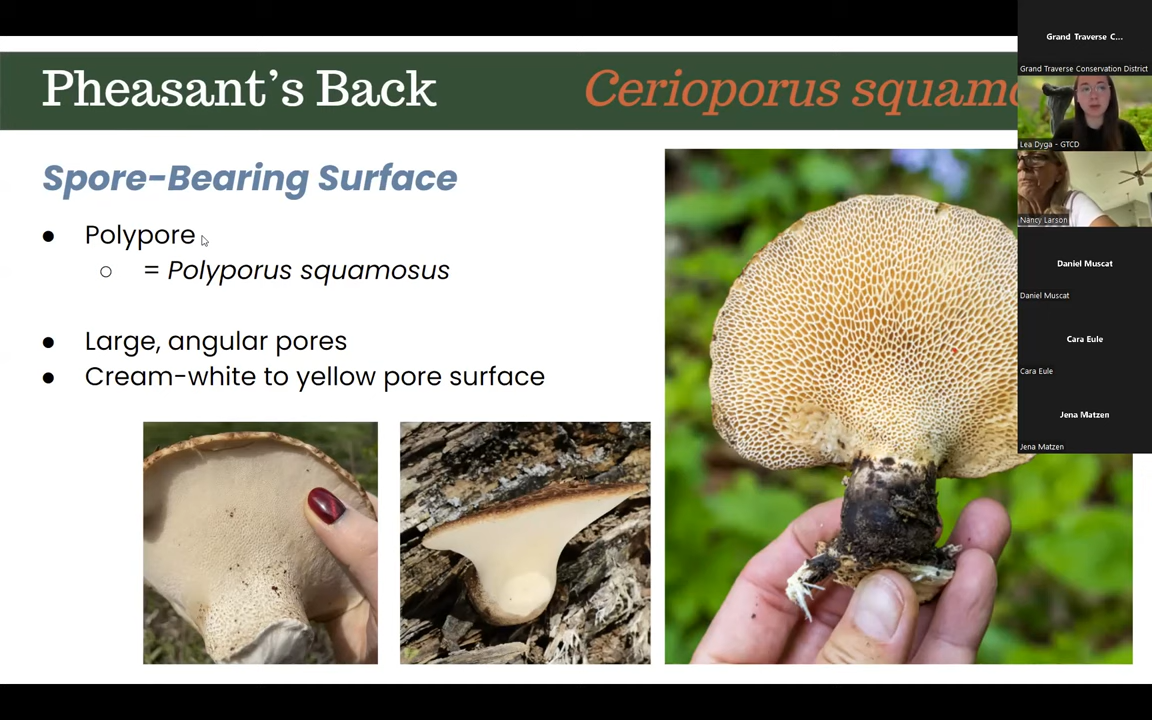 Pheasant's Back
Cerioporus squamo
Spore-Bearing Surface
● Polypore
○ = Polyporus squamosus
● Large, angular pores
● Cream-white to yellow pore surface
Grand Traverse C...
Grand Traverse Conservation District
Lea Dyga - GTCD
Nancy Larson
Daniel Muscat
Daniel Muscat
Cara Eule
Cara Eule
Jena Matzen
Jena Matzen